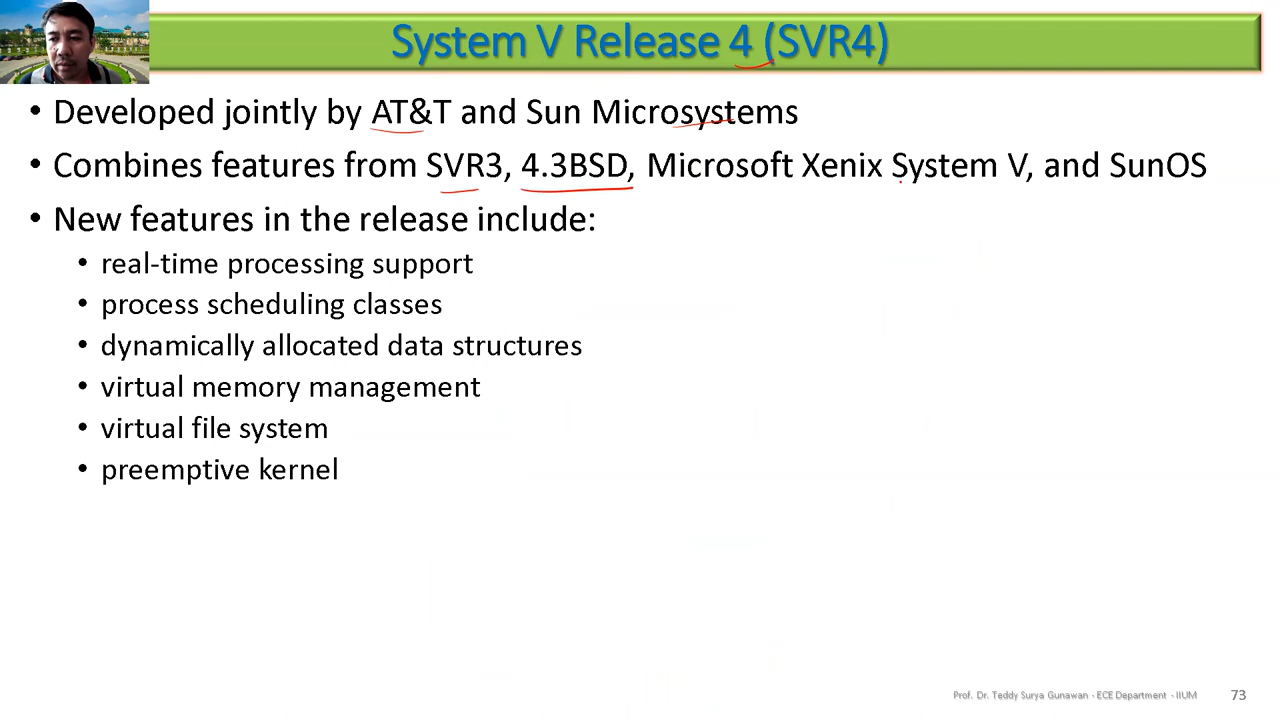 System V Release 4 (SVR4)
• Developed jointly by AT&T and Sun Microsystems
• Combines features from SVR3, 4.3BSD, Microsoft Xenix System V, and SunOS
• New features in the release include:
• real-time processing support
• process scheduling classes
• dynamically allocated data structures
• virtual memory management
• virtual file system
• preemptive kernel
Prof. Dr. Teddy Surya Gunawan - ECE Department - IIUM 73